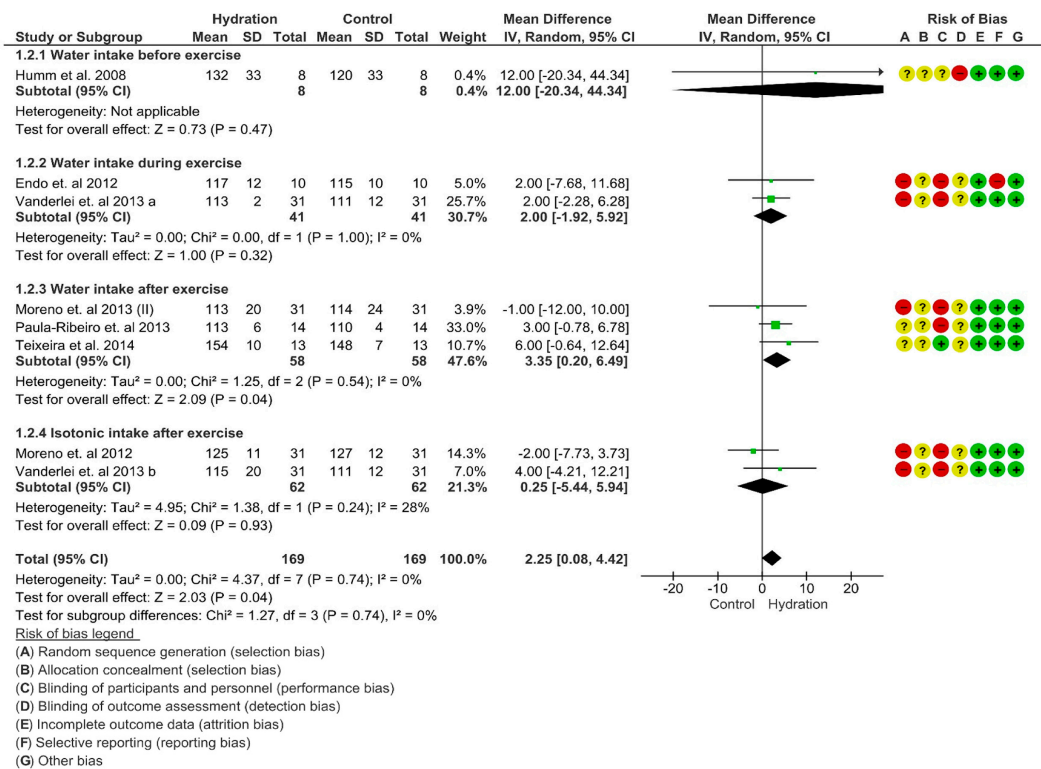 Hydration Control Mean Difference Mean Difference Risk of Bias
Study or Subgroup Mean SD Total Mean SD Total Weight IV, Random, 95% CI IV, Random, 95% CI A B C D E F G
1.2.1 Water intake before exercise
Humm et al. 2008 132 33 8 120 33 8 0.4% 12.00 [-20.34, 44.34] ? ? ? − + + +
Subtotal (95% CI) 8 8 0.4% 12.00 [-20.34, 44.34]
Heterogeneity: Not applicable
Test for overall effect: Z = 0.73 (P = 0.47)
1.2.2 Water intake during exercise
Endo et. al 2012 117 12 10 115 10 10 5.0% 2.00 [-7.68, 11.68] − ? − ? + − +
Vanderlei et. al 2013 a 113 2 31 111 12 31 25.7% 2.00 [-2.28, 6.28] − ? − ? + + +
Subtotal (95% CI) 41 41 30.7% 2.00 [-1.92, 5.92]
Heterogeneity: Tau² = 0.00; Chi² = 0.00, df = 1 (P = 1.00); I² = 0%
Test for overall effect: Z = 1.00 (P = 0.32)
1.2.3 Water intake after exercise
Moreno et. al 2013 (II) 113 20 31 114 24 31 3.9% -1.00 [-12.00, 10.00] − ? − ? + + +
Paula-Ribeiro et. al 2013 113 6 14 110 4 14 33.0% 3.00 [-0.78, 6.78] ? ? − ? + + +
Teixeira et al. 2014 154 10 13 148 7 13 10.7% 6.00 [-0.64, 12.64] ? ? + ? + + +
Subtotal (95% CI) 58 58 47.6% 3.35 [0.20, 6.49]
Heterogeneity: Tau² = 0.00; Chi² = 1.25, df = 2 (P = 0.54); I² = 0%
Test for overall effect: Z = 2.09 (P = 0.04)
1.2.4 Isotonic intake after exercise
Moreno et. al 2012 125 11 31 127 12 31 14.3% -2.00 [-7.73, 3.73] − ? − ? + + +
Vanderlei et. al 2013 b 115 20 31 111 12 31 7.0% 4.00 [-4.21, 12.21] − ? − ? + + +
Subtotal (95% CI) 62 62 21.3% 0.25 [-5.44, 5.94]
Heterogeneity: Tau² = 4.95; Chi² = 1.38, df = 1 (P = 0.24); I² = 28%
Test for overall effect: Z = 0.09 (P = 0.93)
Total (95% CI) 169 169 100.0% 2.25 [0.08, 4.42]
Heterogeneity: Tau² = 0.00; Chi² = 4.37, df = 7 (P = 0.74); I² = 0%
Test for overall effect: Z = 2.03 (P = 0.04)
Test for subgroup differences: Chi² = 1.27, df = 3 (P = 0.74), I² = 0%
-20 -10 0 10 20
Control Hydration
Risk of bias legend
(A) Random sequence generation (selection bias)
(B) Allocation concealment (selection bias)
(C) Blinding of participants and personnel (performance bias)
(D) Blinding of outcome assessment (detection bias)
(E) Incomplete outcome data (attrition bias)
(F) Selective reporting (reporting bias)
(G) Other bias